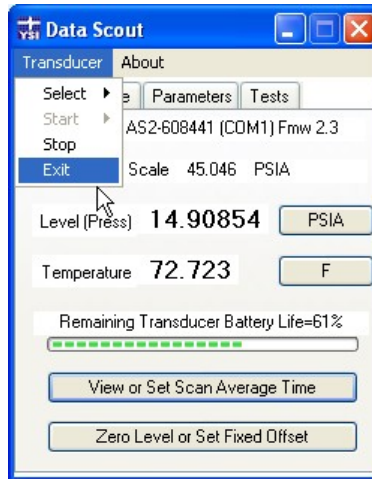 YSI Data Scout
Transducer About
Select
Parameters Tests
Start
AS2-608441 (COM1) Fmw 2.3
Stop
Exit
Scale 45.046 PSIA
Level (Press) 14.90854 PSIA
Temperature 72.723 F
Remaining Transducer Battery Life=61%
View or Set Scan Average Time
Zero Level or Set Fixed Offset